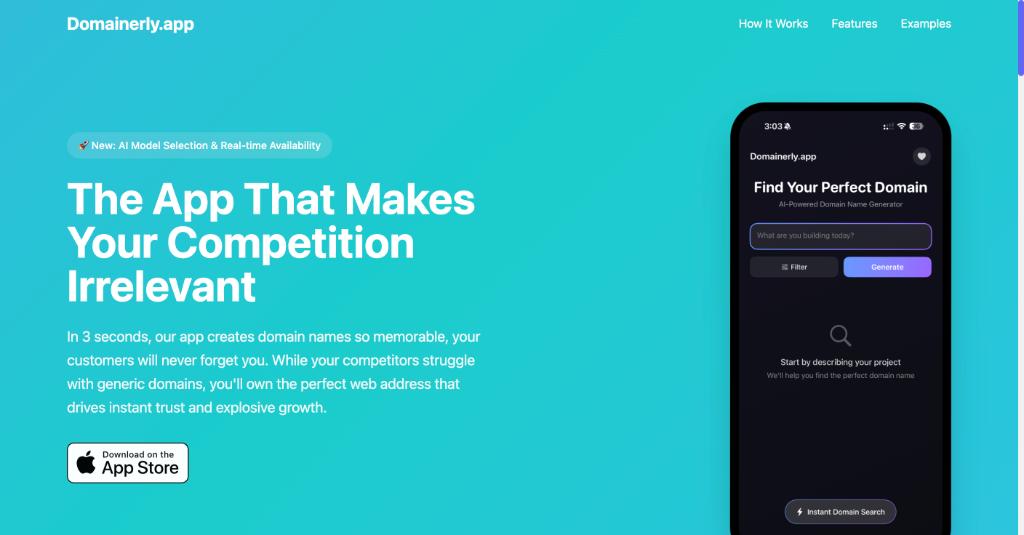 Domainerly.app
How It Works
Features
Examples
🚀 New: AI Model Selection & Real-time Availability
The App That Makes
Your Competition
Irrelevant
In 3 seconds, our app creates domain names so memorable, your
customers will never forget you. While your competitors struggle
with generic domains, you'll own the perfect web address that
drives instant trust and explosive growth.
Download on the
App Store
3:03
Domainerly.app
Find Your Perfect Domain
AI-Powered Domain Name Generator
What are you building today?
Filter
Generate
Start by describing your project
We'll help you find the perfect domain name
Instant Domain Search